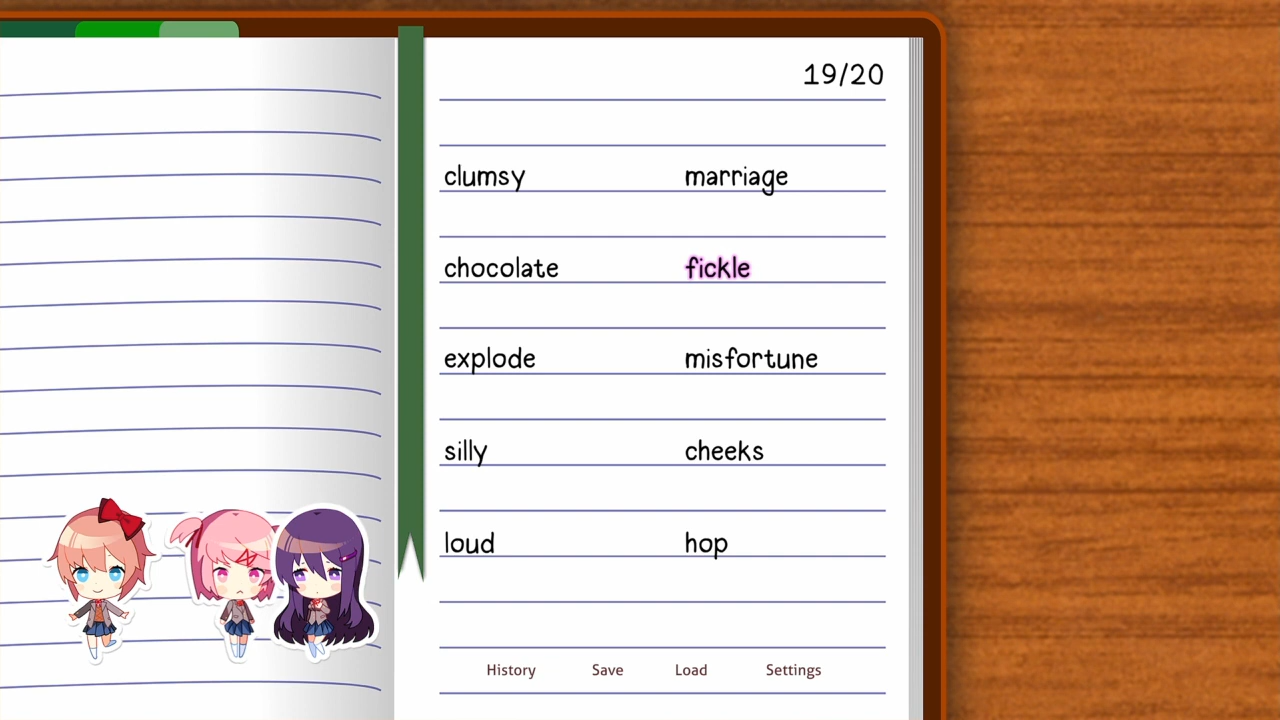 19/20
clumsy marriage
chocolate fickle
explode misfortune
silly cheeks
loud hop
History Save Load Settings